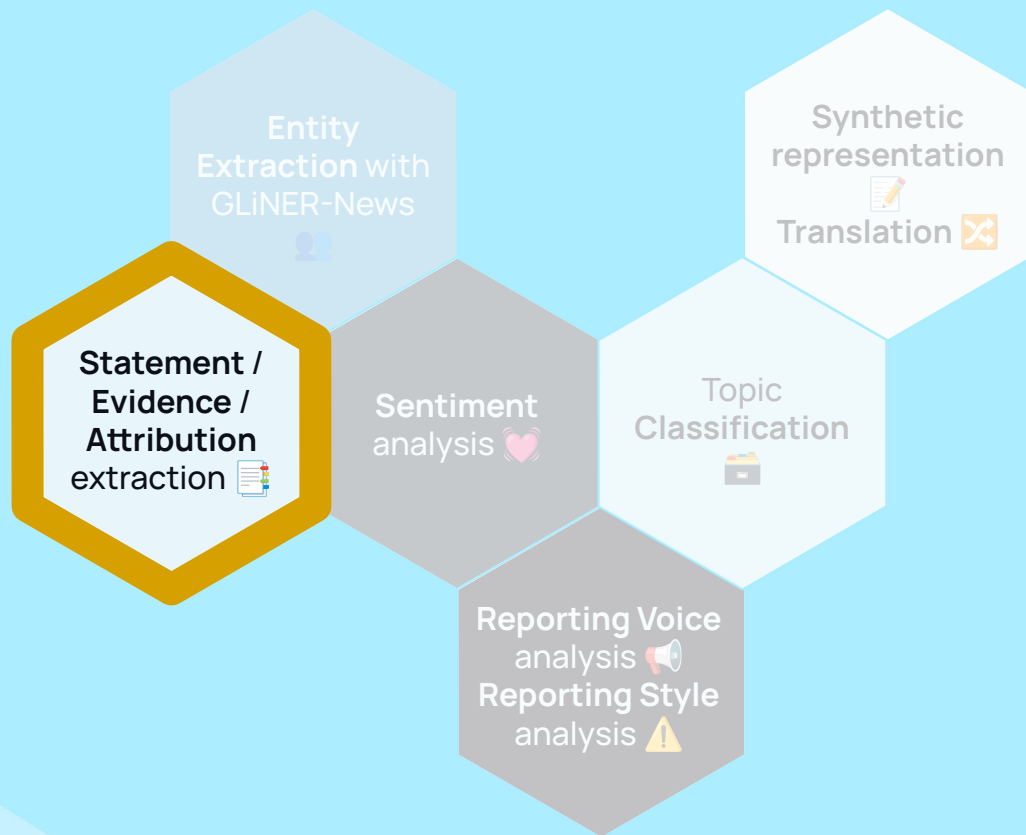 Entity
Extraction with
GLiNER-News
👥
Synthetic
representation
📝
Translation 🔀
Statement /
Evidence /
Attribution
extraction 📑
Sentiment
analysis 💓
Topic
Classification
🗃️
Reporting Voice
analysis 📢
Reporting Style
analysis ⚠️